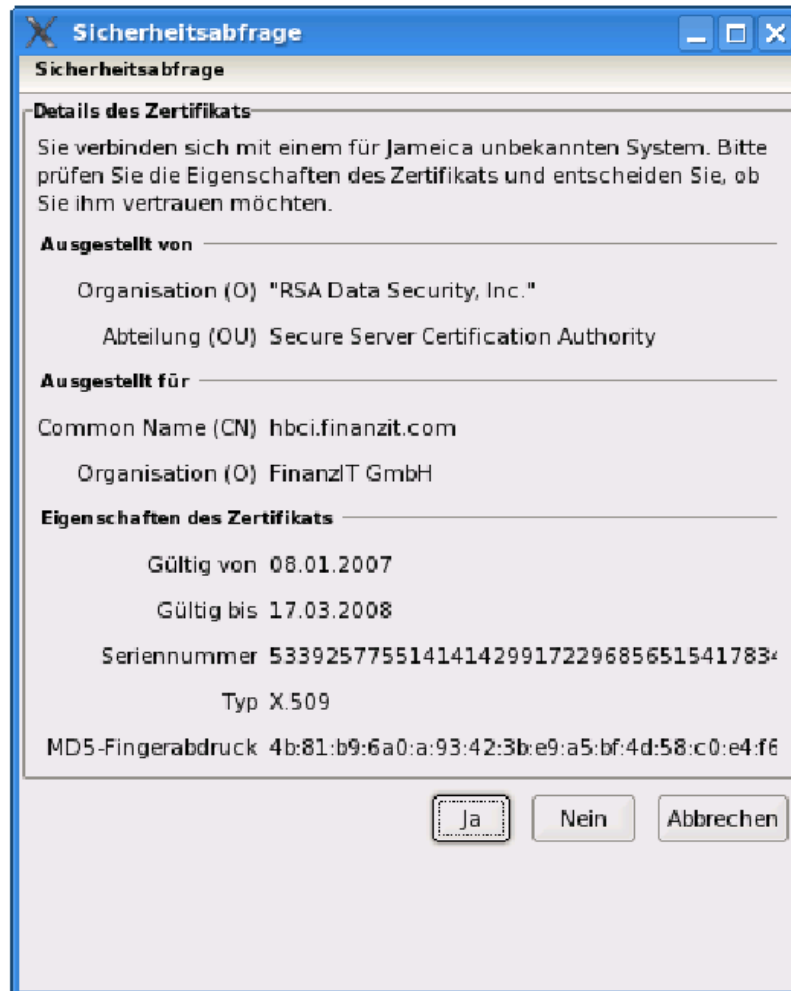 Sicherheitsabfrage
Sicherheitsabfrage
Details des Zertifikats
Sie verbinden sich mit einem für Jameica unbekannten System. Bitte
prüfen Sie die Eigenschaften des Zertifikats und entscheiden Sie, ob
Sie ihm vertrauen möchten.
Ausgestellt von
Organisation (O) "RSA Data Security, Inc."
Abteilung (OU) Secure Server Certification Authority
Ausgestellt für
Common Name (CN) hbci.finanzit.com
Organisation (O) FinanzIT GmbH
Eigenschaften des Zertifikats
Gültig von 08.01.2007
Gültig bis 17.03.2008
Seriennummer 5339257755141414299172296856515417834
Typ X.509
MD5-Fingerabdruck 4b:81:b9:6a0:a:93:42:3b:e9:a5:bf:4d:58:c0:e4:f6
Ja Nein Abbrechen